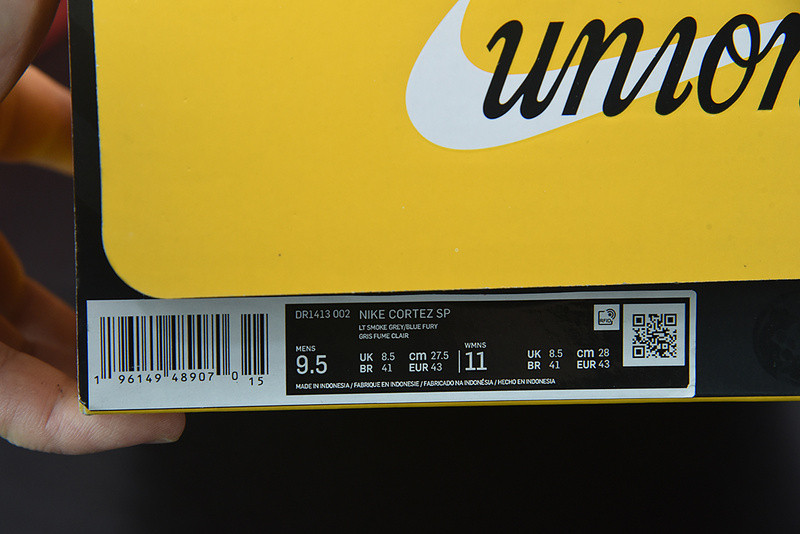 union
DR1413 002 NIKE CORTEZ SP
LT SMOKE GREY/BLUE FURY
GRIS FUME CLAIR
MENS
9.5
UK 8.5 cm 27.5
BR 41 EUR 43
WMNS
11
UK 8.5 cm 28
BR 41 EUR 43
MADE IN INDONESIA / FABRIQUE EN INDONESIE / FABRICADO NA INDONÉSIA / HECHO EN INDONESIA
RFID
1 96149 48907 0 15